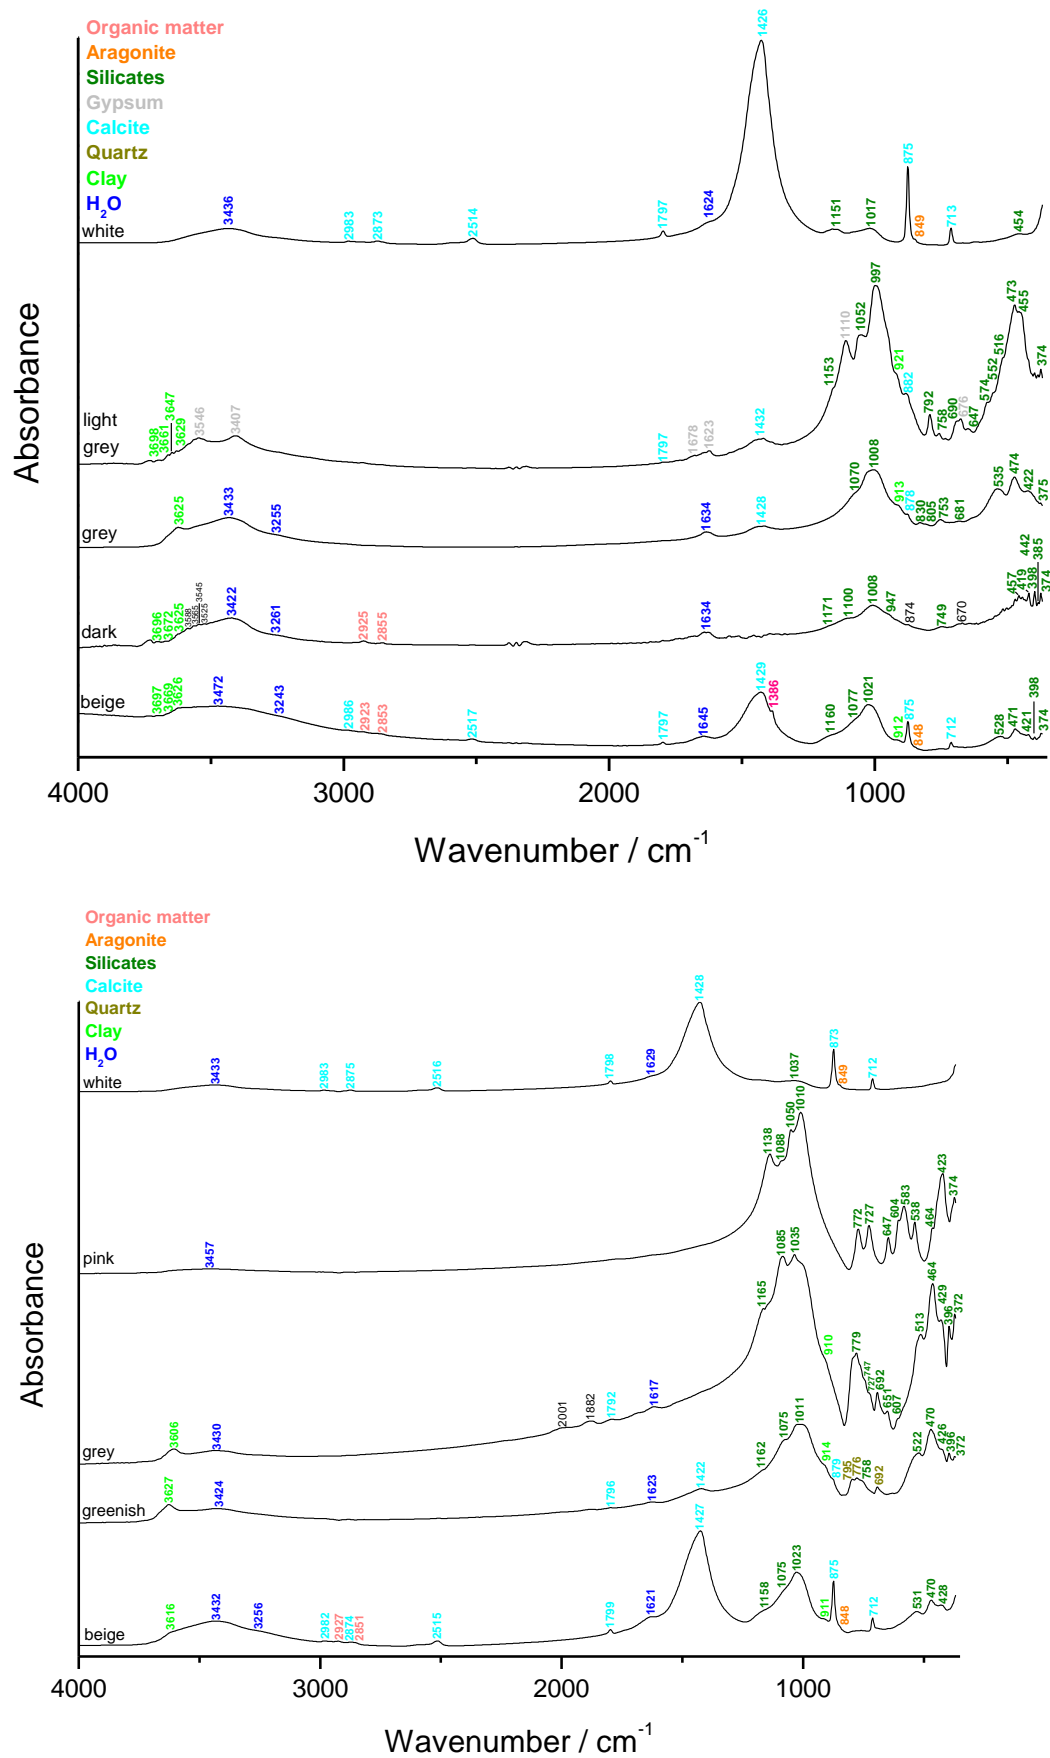 Organic matter
Aragonite
Silicates
Gypsum
Calcite
Quartz
Clay
H2O
white
3436 2983 2873 2514 1797 1624 1426 1151 1017 875 849 713 454
light
grey
3698 3661 3647 3629 3546 3407 1797 1678 1623 1432 1153 1110 1052 997 921 882 792 758 690 676 647 574 552 516 473 455 374
grey
3625 3433 3255 1634 1428 1070 1008 913 878 830 805 753 681 535 474 422 375
dark
3696 3672 3625 3588 3565 3545 3525 3422 3261 2925 2855 1634 1171 1100 1008 947 874 749 670 457 442 419 398 385 374
beige
3697 3669 3626 3472 3243 2986 2923 2853 2517 1797 1645 1429 1386 1160 1077 1021 912 875 848 712 528 471 421 398 374
Absorbance
4000 3000 2000 1000
Wavenumber / cm-1
Organic matter
Aragonite
Silicates
Calcite
Quartz
Clay
H2O
white
3433 2983 2875 2516 1798 1629 1428 1037 873 849 712
pink
3457 1138 1088 1050 1010 772 727 647 604 583 538 464 423 374
grey
3606 3430 2001 1882 1792 1617 1165 1085 1035 910 779 747 727 692 651 607 513 464 429 396 372
greenish
3627 3424 1796 1623 1422 1162 1075 1011 914 879 795 776 758 692 522 470 426 396 372
beige
3616 3432 3256 2982 2927 2874 2851 2515 1799 1621 1427 1158 1075 1023 911 875 848 712 531 470 428
Absorbance
4000 3000 2000 1000
Wavenumber / cm-1